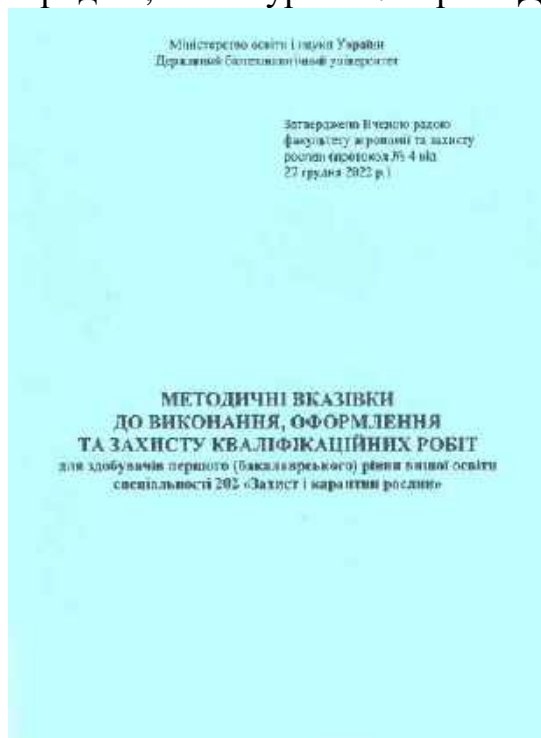 Міністерство освіти і науки України
Державний біотехнологічний університет
Затверджено Вченою радою
факультету агрономії та захисту
рослин (протокол № 4 від
27 грудня 2022 р.)
МЕТОДИЧНІ ВКАЗІВКИ
ДО ВИКОНАННЯ, ОФОРМЛЕННЯ
ТА ЗАХИСТУ КВАЛІФІКАЦІЙНИХ РОБІТ
для здобувачів першого (бакалаврського) рівня вищої освіти
спеціальності 202 «Захист і карантин рослин»